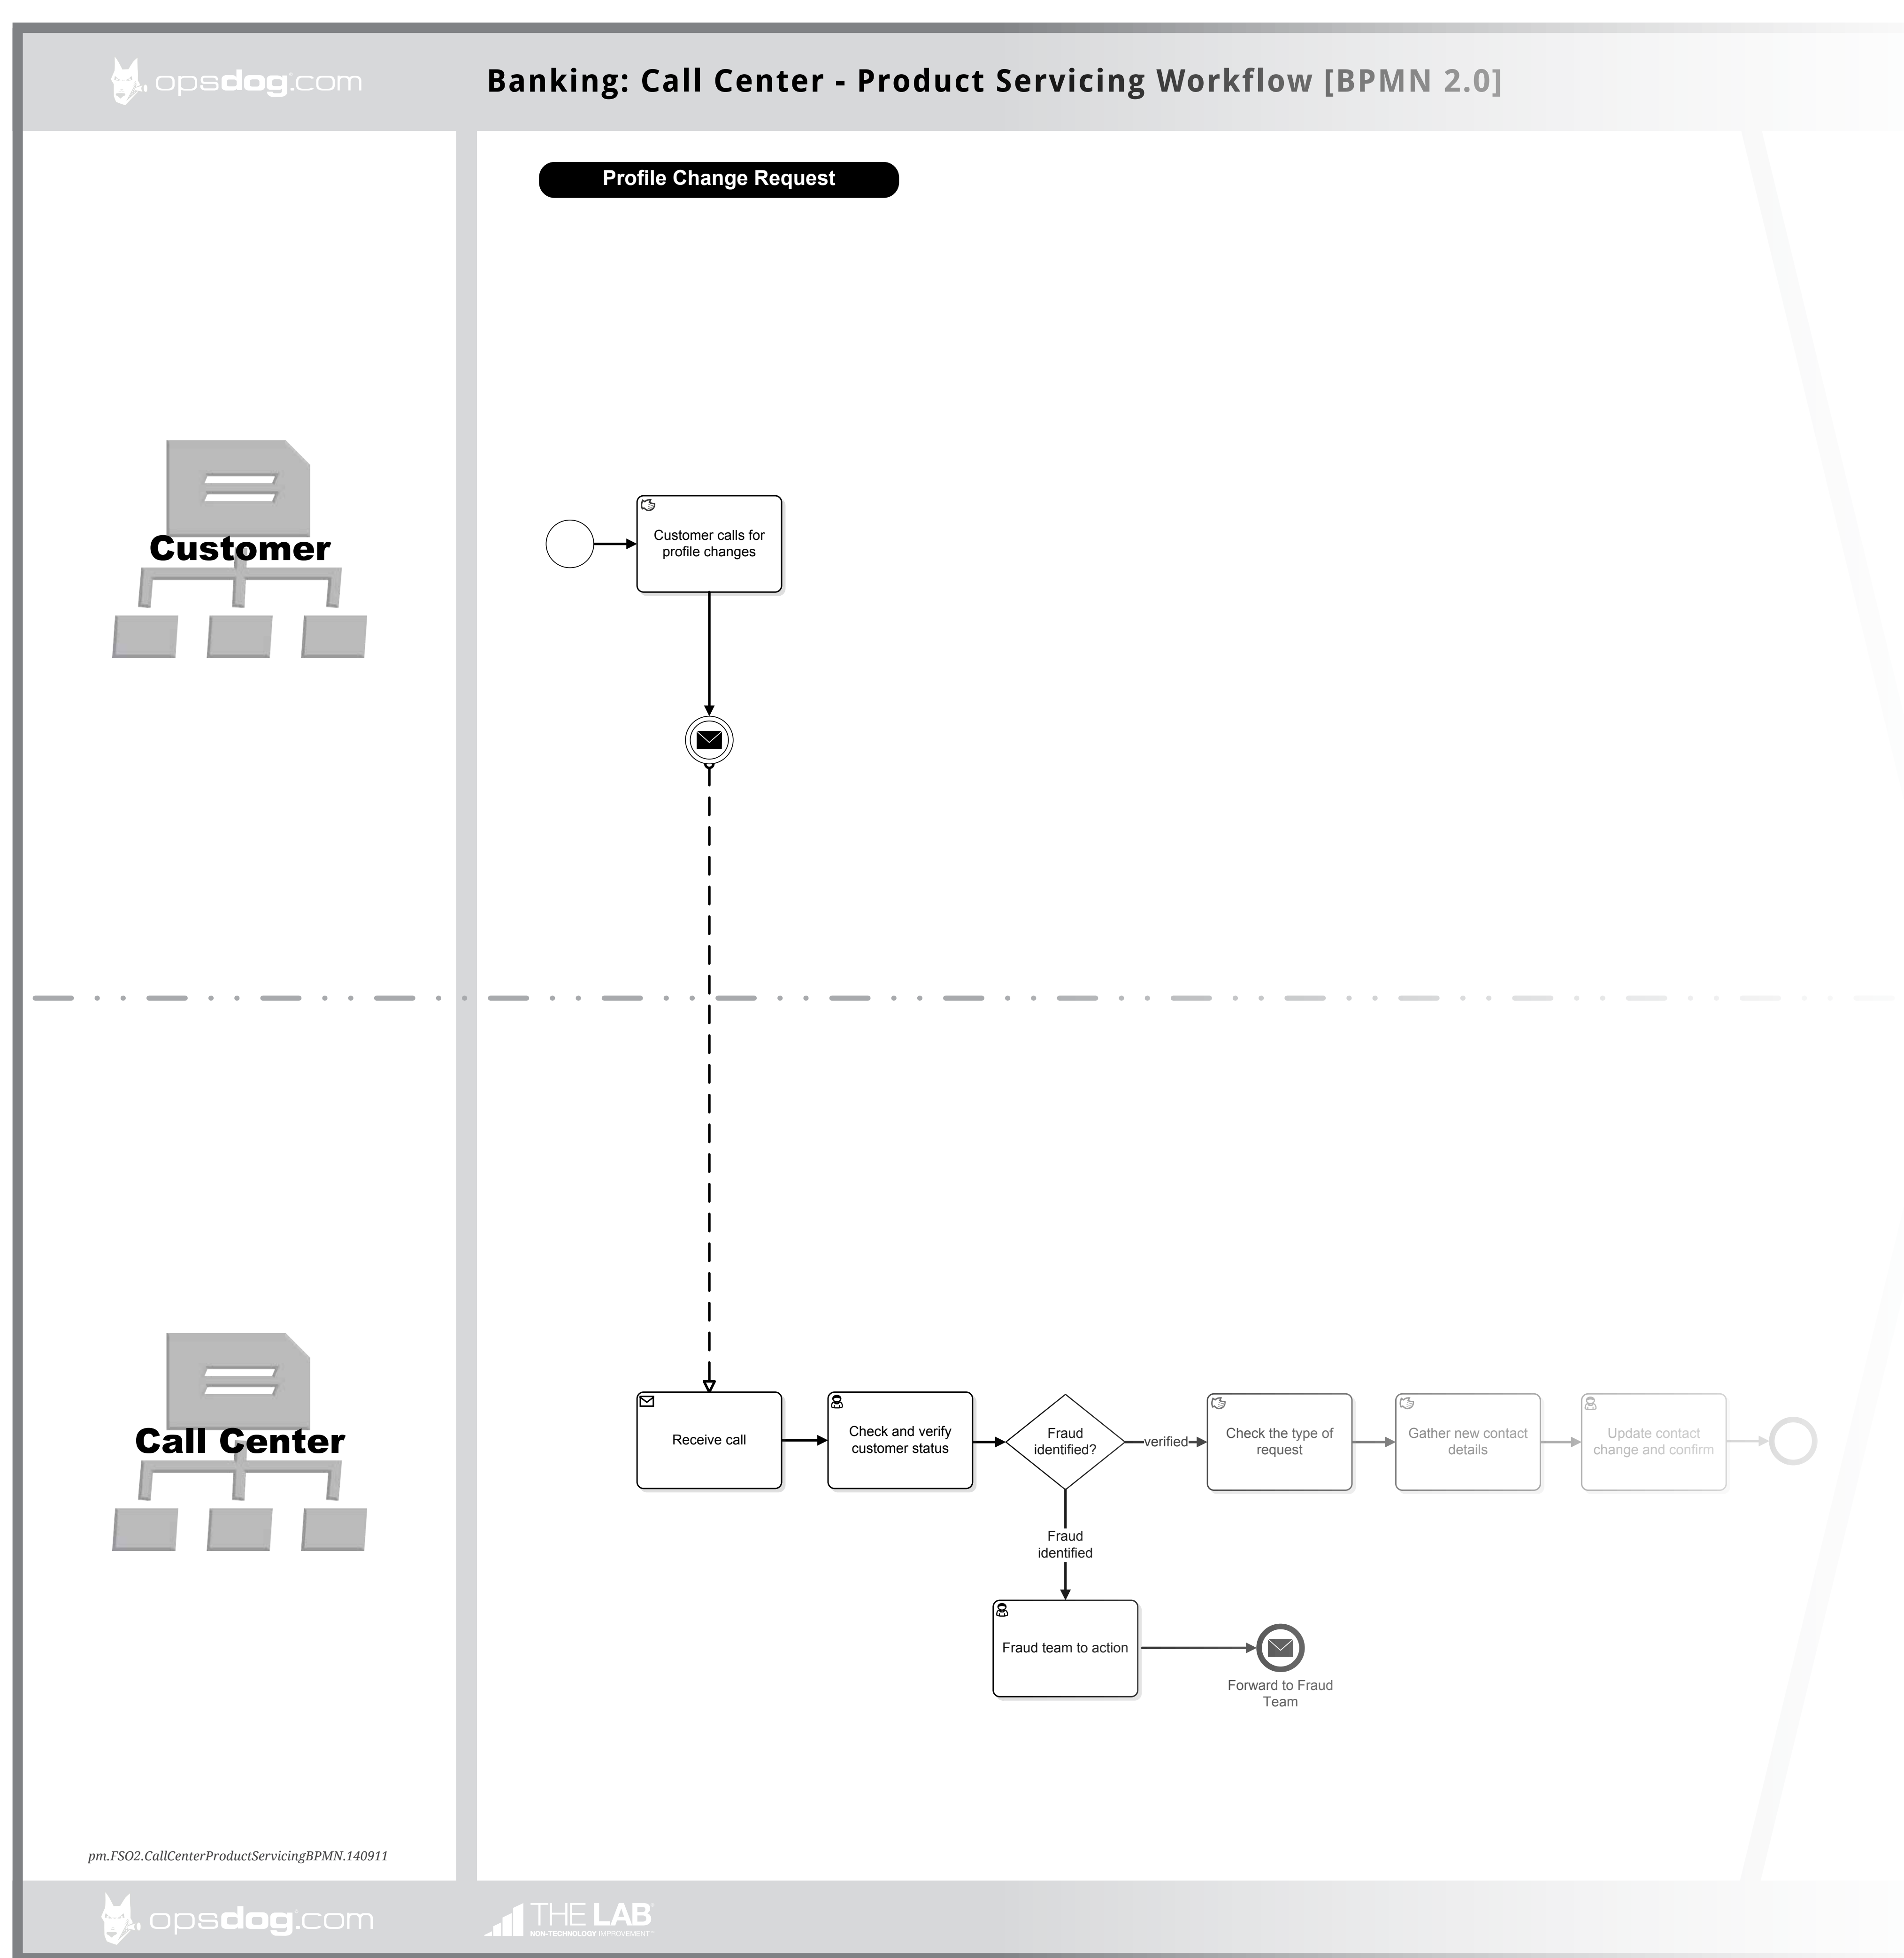 opsdog.com
Banking: Call Center - Product Servicing Workflow [BPMN 2.0]
Profile Change Request
Customer
Customer calls for
profile changes
Call Center
Receive call
Check and verify
customer status
Fraud
identified?
verified
Check the type of
request
Gather new contact
details
Update contact
change and confirm
Fraud
identified
Fraud team to action
Forward to Fraud
Team
pm.FSO2.CallCenterProductServicingBPMN.140911
opsdog.com
THE LAB
NON-TECHNOLOGY IMPROVEMENT